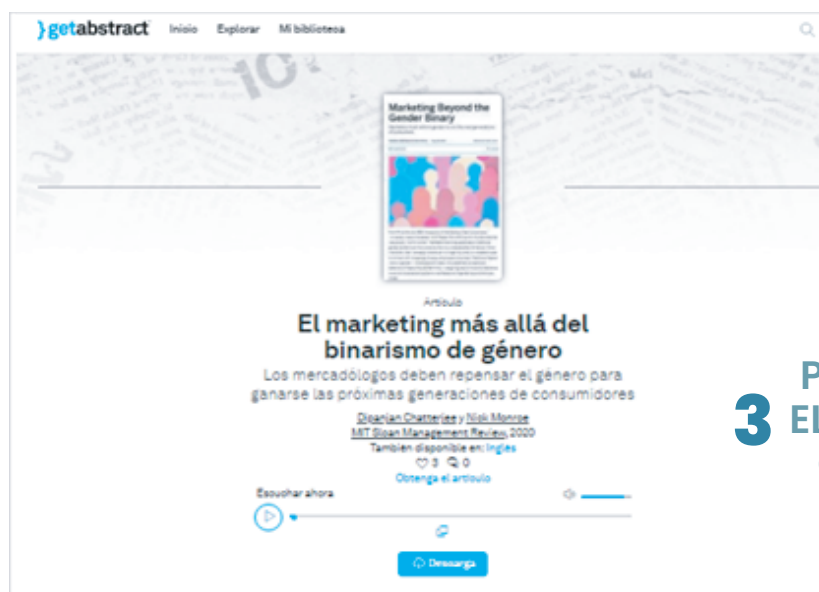 }getabstract Inicio Explorar Mi biblioteca
Marketing Beyond the
Gender Binary
Artículo
El marketing más allá del
binarismo de género
Los mercadólogos deben repensar el género para
ganarse las próximas generaciones de consumidores
Dipanjan Chatterjee y Nick Monroe
MIT Sloan Management Review, 2020
También disponible en: Inglés
3 0
Obtenga el artículo
Escuchar ahora
Descarga
P
3 EL